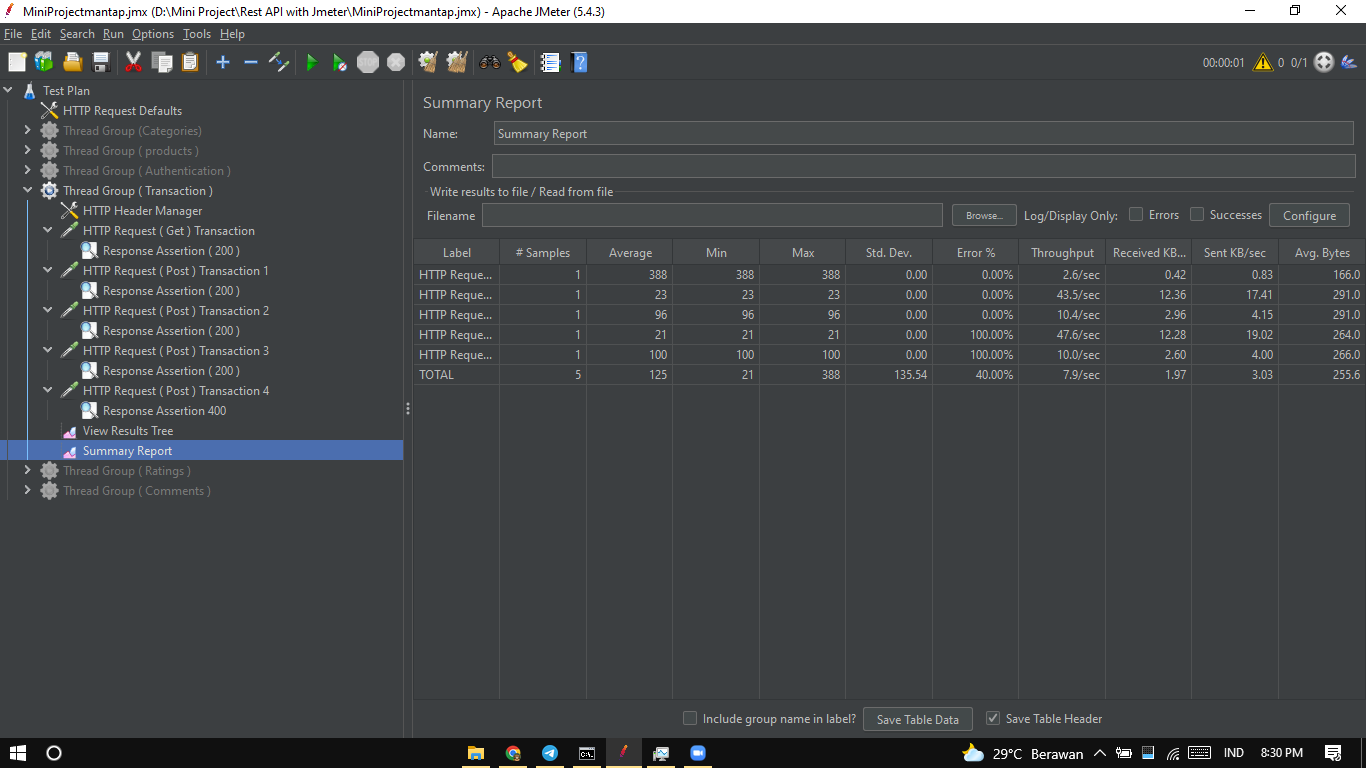 MiniProjectmantap.jmx (D:\Mini Project\Rest API with Jmeter\MiniProjectmantap.jmx) - Apache JMeter (5.4.3)
File Edit Search Run Options Tools Help
STOP 00:00:01 0 0/1
Test Plan
HTTP Request Defaults
Thread Group (Categories)
Thread Group ( products )
Thread Group ( Authentication )
Thread Group ( Transaction )
HTTP Header Manager
HTTP Request ( Get ) Transaction
Response Assertion ( 200 )
HTTP Request ( Post ) Transaction 1
Response Assertion ( 200 )
HTTP Request ( Post ) Transaction 2
Response Assertion ( 200 )
HTTP Request ( Post ) Transaction 3
Response Assertion ( 200 )
HTTP Request ( Post ) Transaction 4
Response Assertion 400
View Results Tree
Summary Report
Thread Group ( Ratings )
Thread Group ( Comments )
Summary Report
Name: Summary Report
Comments:
Write results to file / Read from file
Filename Browse... Log/Display Only: Errors Successes Configure
Label # Samples Average Min Max Std. Dev. Error % Throughput Received KB... Sent KB/sec Avg. Bytes
HTTP Reque... 1 388 388 388 0.00 0.00% 2.6/sec 0.42 0.83 166.0
HTTP Reque... 1 23 23 23 0.00 0.00% 43.5/sec 12.36 17.41 291.0
HTTP Reque... 1 96 96 96 0.00 0.00% 10.4/sec 2.96 4.15 291.0
HTTP Reque... 1 21 21 21 0.00 100.00% 47.6/sec 12.28 19.02 264.0
HTTP Reque... 1 100 100 100 0.00 100.00% 10.0/sec 2.60 4.00 266.0
TOTAL 5 125 21 388 135.54 40.00% 7.9/sec 1.97 3.03 255.6
Include group name in label? Save Table Data Save Table Header
29°C Berawan IND 8:30 PM